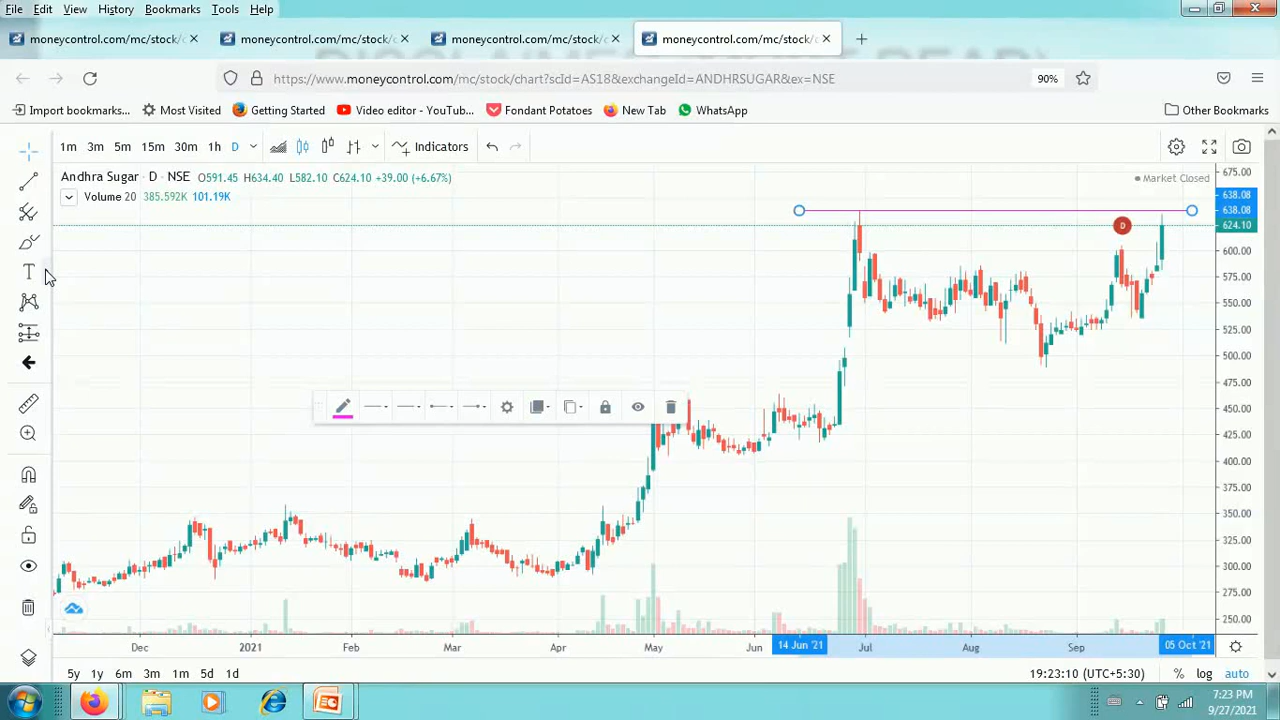 File Edit View History Bookmarks Tools Help
moneycontrol.com/mc/stock/c
moneycontrol.com/mc/stock/c
moneycontrol.com/mc/stock/c
moneycontrol.com/mc/stock/c
https://www.moneycontrol.com/mc/stock/chart?scId=AS18&exchangeId=ANDHRSUGAR&ex=NSE
90%
Import bookmarks... Most Visited Getting Started Video editor - YouTub... Fondant Potatoes New Tab WhatsApp Other Bookmarks
1m 3m 5m 15m 30m 1h D Indicators
Andhra Sugar · D · NSE O591.45 H634.40 L582.10 C624.10 +39.00 (+6.67%)
Market Closed
Volume 20 385.592K 101.19K
D
675.00
638.08
638.08
624.10
600.00
575.00
550.00
525.00
500.00
475.00
450.00
425.00
400.00
375.00
350.00
325.00
300.00
275.00
250.00
Dec 2021 Feb Mar Apr May Jun 14 Jun '21 Jul Aug Sep 05 Oct '21
5y 1y 6m 3m 1m 5d 1d
19:23:10 (UTC+5:30) % log auto
7:23 PM
9/27/2021